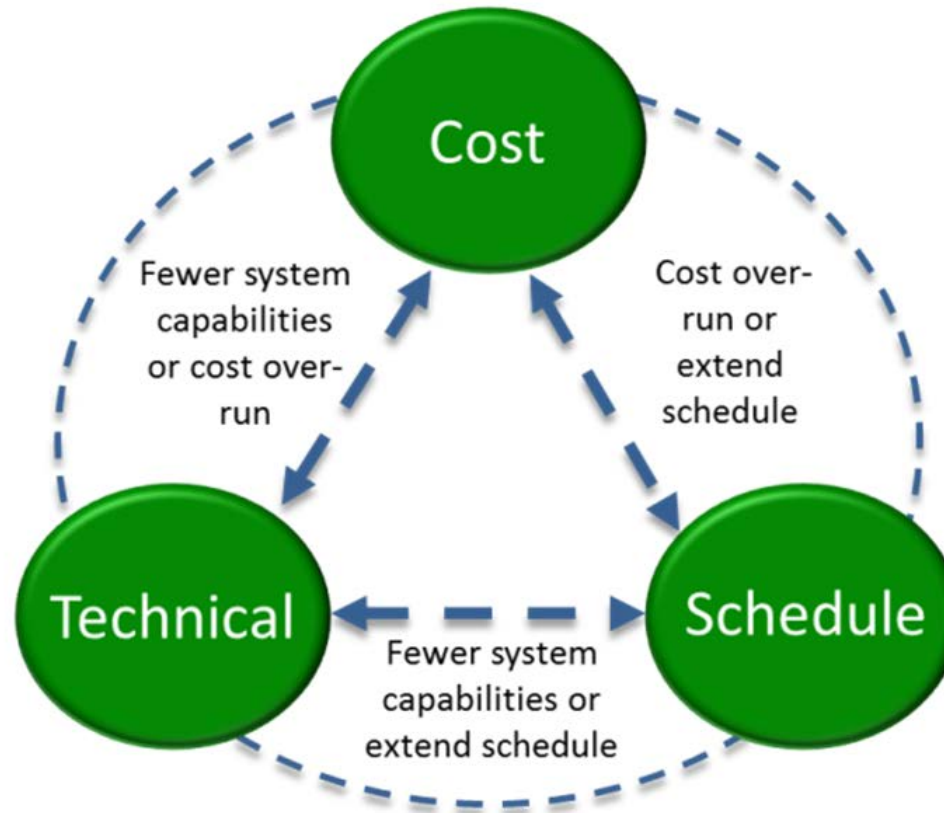 Cost
Fewer system
capabilities
or cost over-
run
Cost over-
run or
extend
schedule
Technical
Schedule
Fewer system
capabilities or
extend schedule